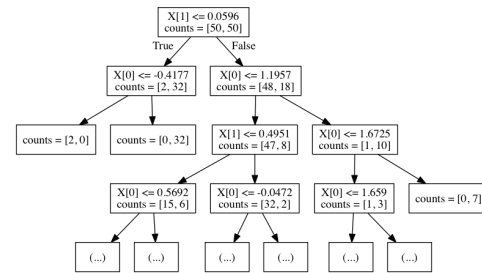 X[1] <= 0.0596
counts = [50, 50]
True
False
X[0] <= -0.4177
counts = [2, 32]
X[0] <= 1.1957
counts = [48, 18]
counts = [2, 0]
counts = [0, 32]
X[1] <= 0.4951
counts = [47, 8]
X[0] <= 1.6725
counts = [1, 10]
X[0] <= 0.5692
counts = [15, 6]
X[0] <= -0.0472
counts = [32, 2]
X[0] <= 1.659
counts = [1, 3]
counts = [0, 7]
(...)
(...)
(...)
(...)
(...)
(...)